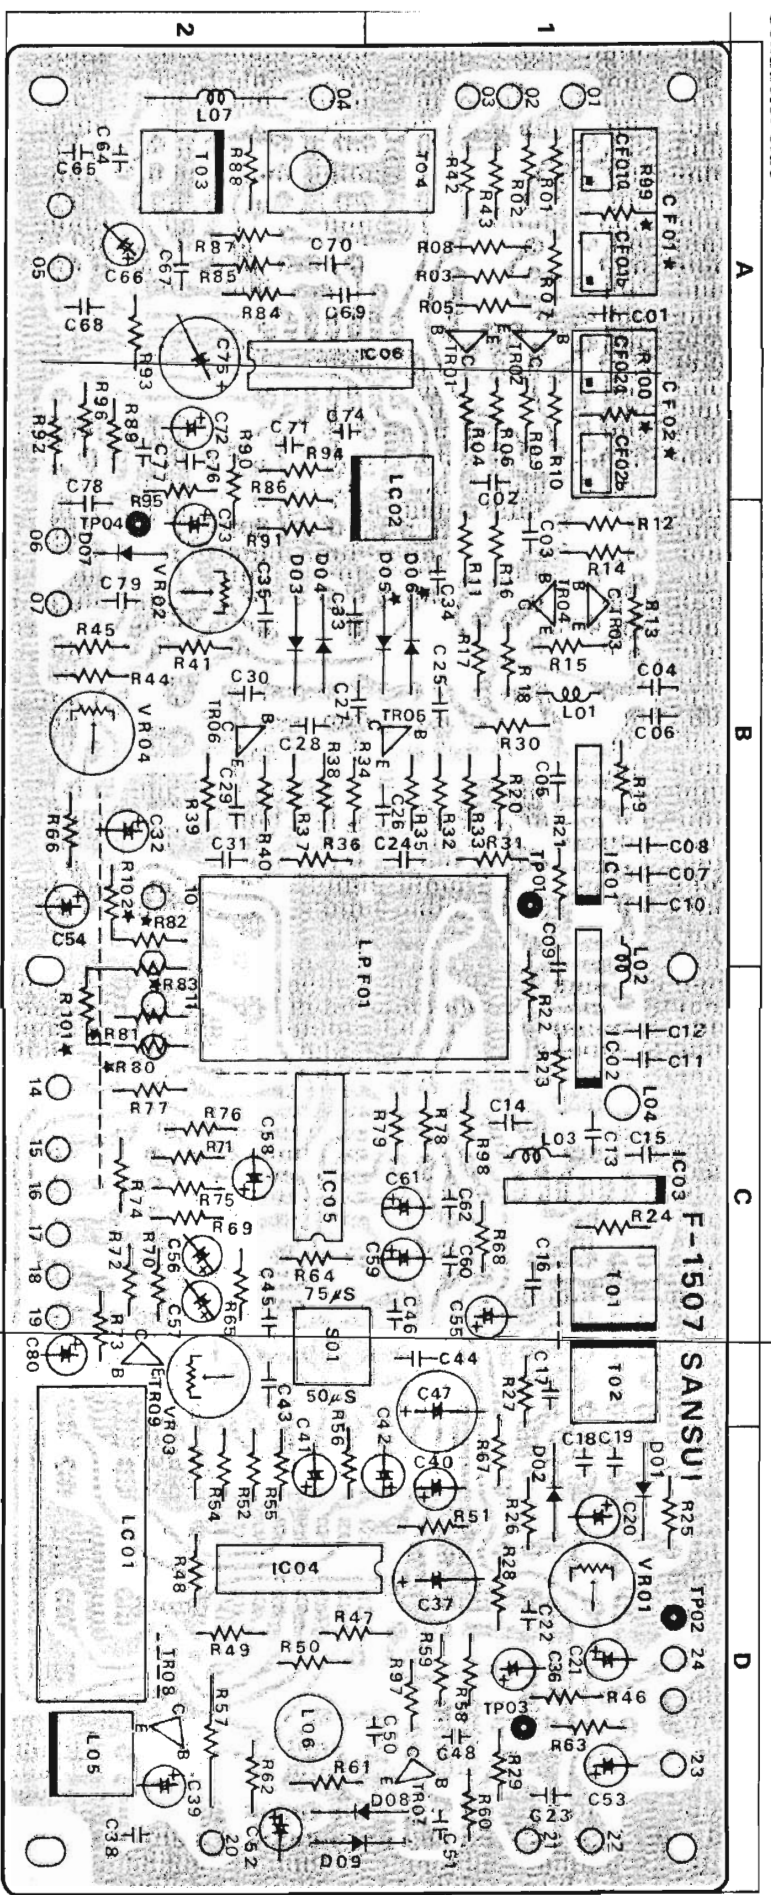 2 1
04 03 02 01
L07
C64 C65 T03 R88 T04 R42 R43 R02 R01 CF01a R99★ CF01b CF01★
05 C66 C67 R87 R85 R84 C70 C69 R08 R03 R05 R07 C01
A
C68 R93 C75 + IC06 B E C TR01 E B C TR02 CF02a R100★ CF02b CF02★
R92 R96 R89 C72 C77 C76 R90 C71 R94 C74 R04 R06 R09 R10
C78 R95 R86 LC02 C02
TP04 C73 R91 C03 R12
06 D07 R14
07 C79 VR02 C35 D03 D04 C33 D05★ D06★ C34 R11 R16 B C E TR04 B C TR03 R13
R45 R41 R17 R18 R15
R44 C30 C27 C25 L01 C04
VR04 TR06 C B E C28 TR05 C B E R30 C06
B
R66 C32 R39 C29 R40 R37 R38 R34 C26 R35 R32 R33 R20 C05 R19
C31 R36 C24 R31 R21 IC01 C08
C07
C54 R102★ 10 TP01 C10
★R82 L.P.F01 C09 L02
★R83 11 R22
R101★ ★R81 R23 IC02 C12
★R80 C11
14 R77 L04
R76 C58 R79 R78 R98 C14 C13 C15
15 R71 IC05 L03 IC03
16 R74 R75 C61 C62
C
17 R69 R68 R24
18 R72 R70 C56 R65 R64 C59 C60 C16 T01
F-1507 SANSUI
19 C57 C45 75μS C46 C55
C80 R73 C B E TR09 S01 C44 C17 T02
VR03 C43 50μS C47 R27
C41 R56 C42 C40 R67 D02 C18 C19 D01
LC01 R54 R52 R55 R51 R26 C20 R25
R48 IC04 C37 R28 VR01
TP02
R49 R47 C22 24
D
TR08 R50 R97 R59 R58 C36 C21
R57 L06 C50 C48 TP03 R46
L05 E C B R62 R61 C E B TR07 R29 R63 23
C39 D08 R60 C53
C38 20 C52 D09 C51 C23
21 22